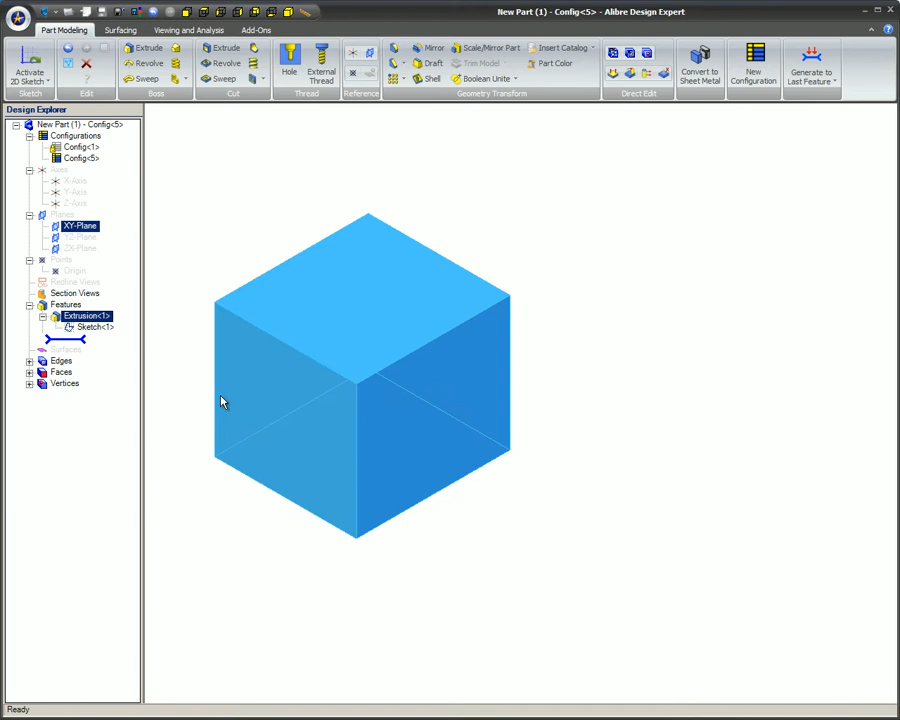 New Part (1) - Config<5> - Alibre Design Expert
Part Modeling
Surfacing
Viewing and Analysis
Add-Ons
Activate
2D Sketch
Sketch
Edit
Extrude
Revolve
Sweep
Boss
Extrude
Revolve
Sweep
Cut
Hole
External
Thread
Thread
Reference
Mirror
Draft
Shell
Scale/Mirror Part
Trim Model
Boolean Unite
Insert Catalog
Part Color
Geometry Transform
Direct Edit
Convert to
Sheet Metal
New
Configuration
Generate to
Last Feature
Design Explorer
New Part (1) - Config<5>
Configurations
Config<1>
Config<5>
Axes
X-Axis
Y-Axis
Z-Axis
Planes
XY-Plane
YZ-Plane
ZX-Plane
Points
Origin
Redline Views
Section Views
Features
Extrusion<1>
Sketch<1>
Surfaces
Edges
Faces
Vertices
Ready